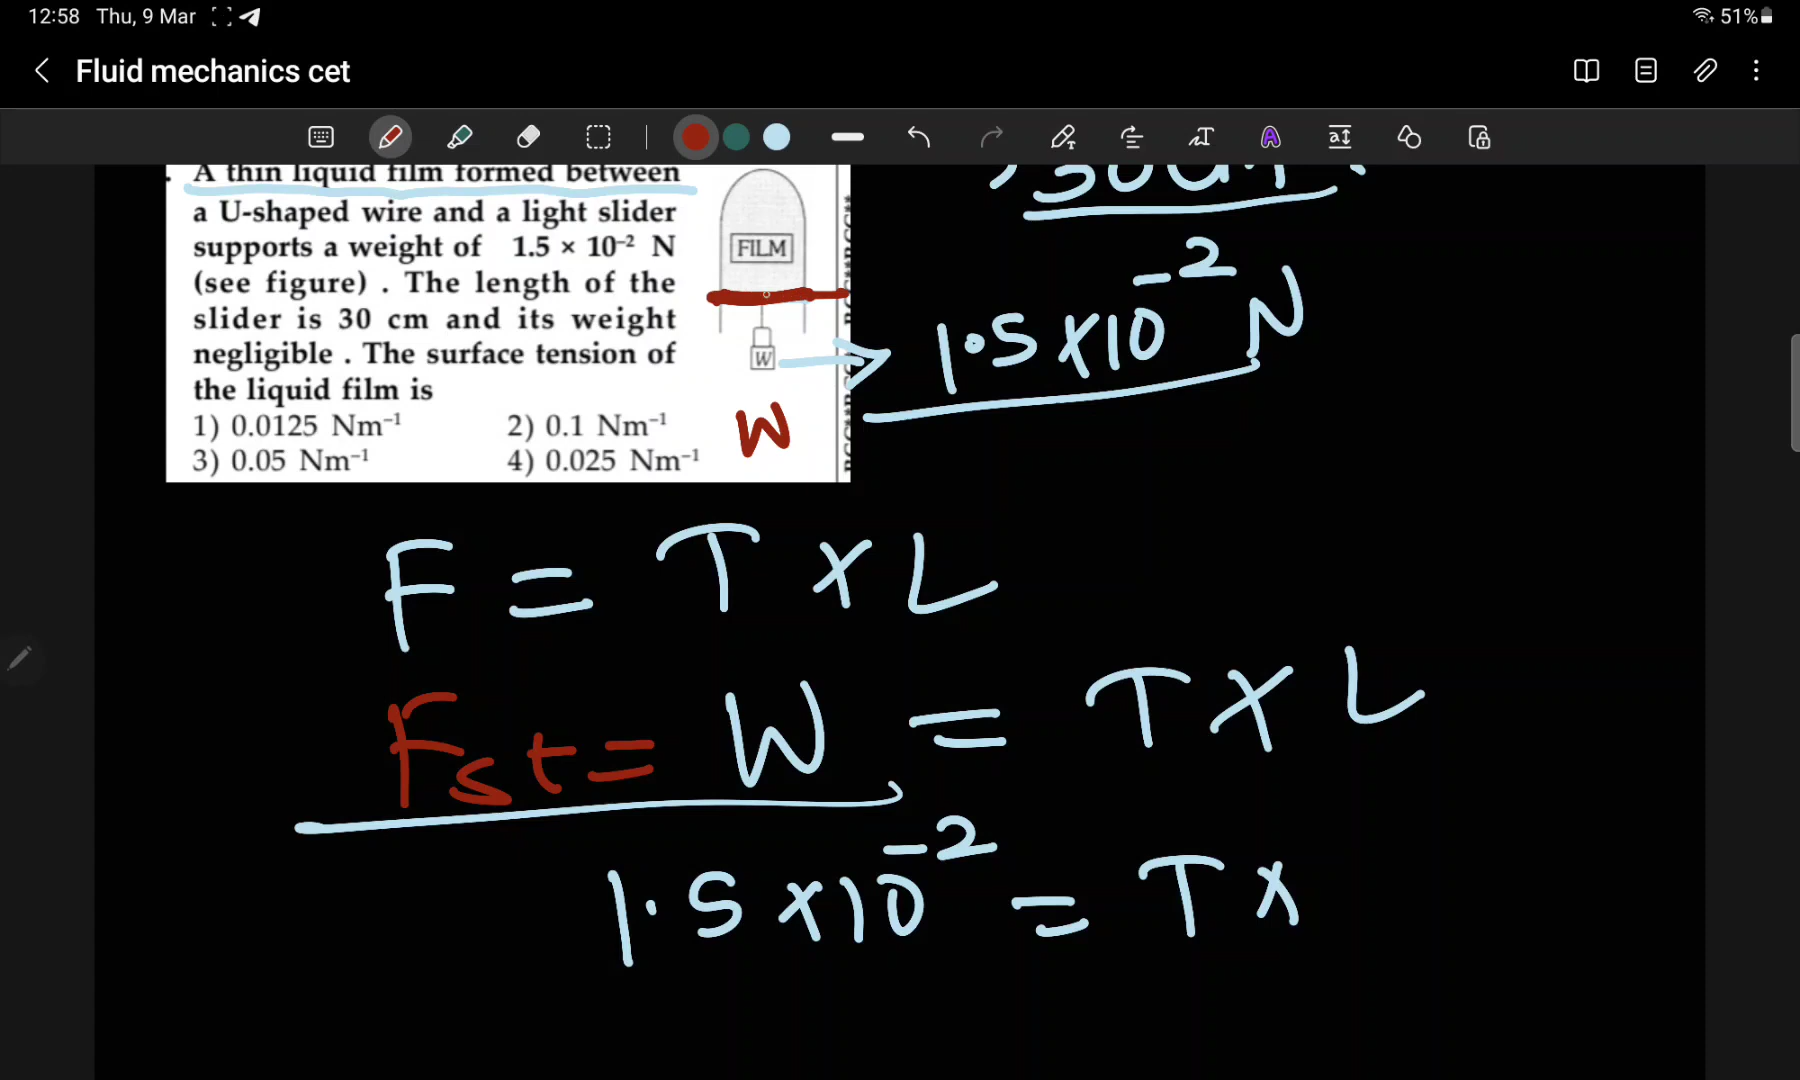 12:58 Thu, 9 Mar
51%
Fluid mechanics cet
A thin liquid film formed between
a U-shaped wire and a light slider
supports a weight of 1.5 × 10⁻² N
(see figure) . The length of the
slider is 30 cm and its weight
negligible . The surface tension of
the liquid film is
1) 0.0125 Nm⁻¹ 2) 0.1 Nm⁻¹
3) 0.05 Nm⁻¹ 4) 0.025 Nm⁻¹
FILM
W
W
30cm
1.5×10⁻² N
F = T × L
Fst = W = T × L
1.5×10⁻² = T ×